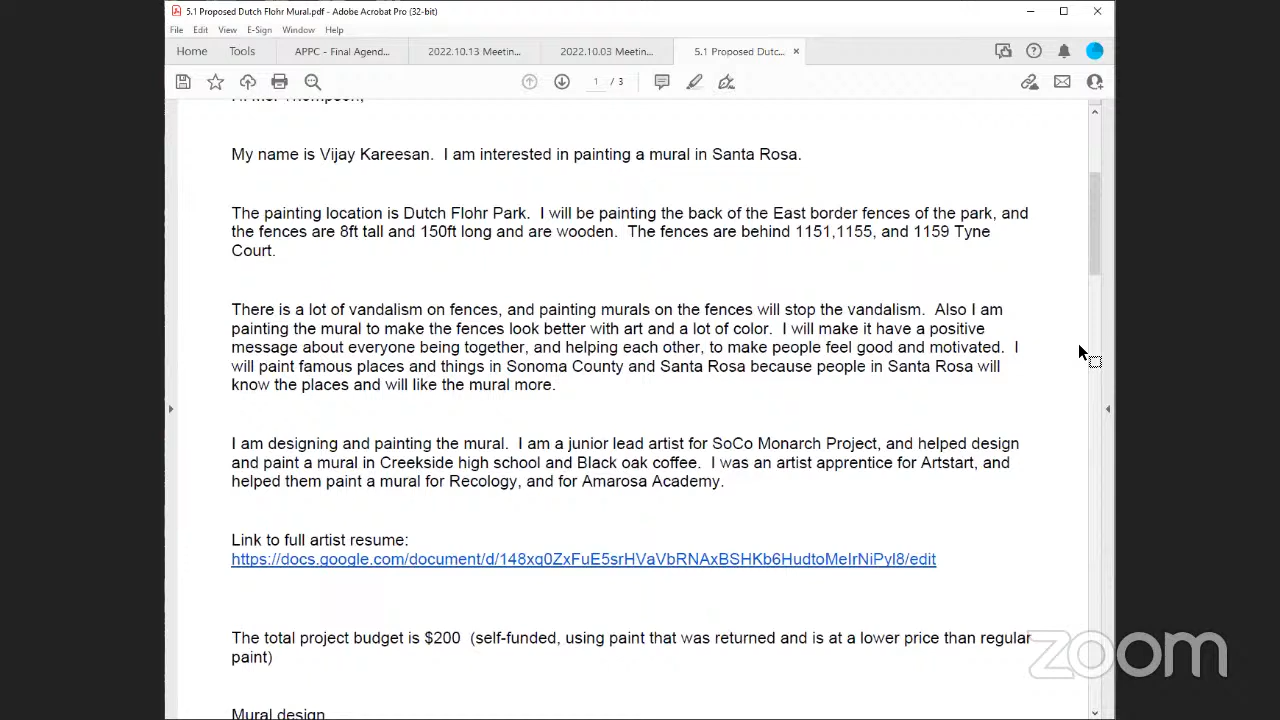 5.1 Proposed Dutch Flohr Mural.pdf - Adobe Acrobat Pro (32-bit)
File Edit View E-Sign Window Help
Home Tools APPC - Final Agend... 2022.10.13 Meetin... 2022.10.03 Meetin... 5.1 Proposed Dutc... ×
1 / 3
My name is Vijay Kareesan. I am interested in painting a mural in Santa Rosa.
The painting location is Dutch Flohr Park. I will be painting the back of the East border fences of the park, and
the fences are 8ft tall and 150ft long and are wooden. The fences are behind 1151,1155, and 1159 Tyne
Court.
There is a lot of vandalism on fences, and painting murals on the fences will stop the vandalism. Also I am
painting the mural to make the fences look better with art and a lot of color. I will make it have a positive
message about everyone being together, and helping each other, to make people feel good and motivated. I
will paint famous places and things in Sonoma County and Santa Rosa because people in Santa Rosa will
know the places and will like the mural more.
I am designing and painting the mural. I am a junior lead artist for SoCo Monarch Project, and helped design
and paint a mural in Creekside high school and Black oak coffee. I was an artist apprentice for Artstart, and
helped them paint a mural for Recology, and for Amarosa Academy.
Link to full artist resume:
https://docs.google.com/document/d/148xq0ZxFuE5srHVaVbRNAxBSHKb6HudtoMeIrNiPyI8/edit
The total project budget is $200 (self-funded, using paint that was returned and is at a lower price than regular
paint)
Mural design
zoom